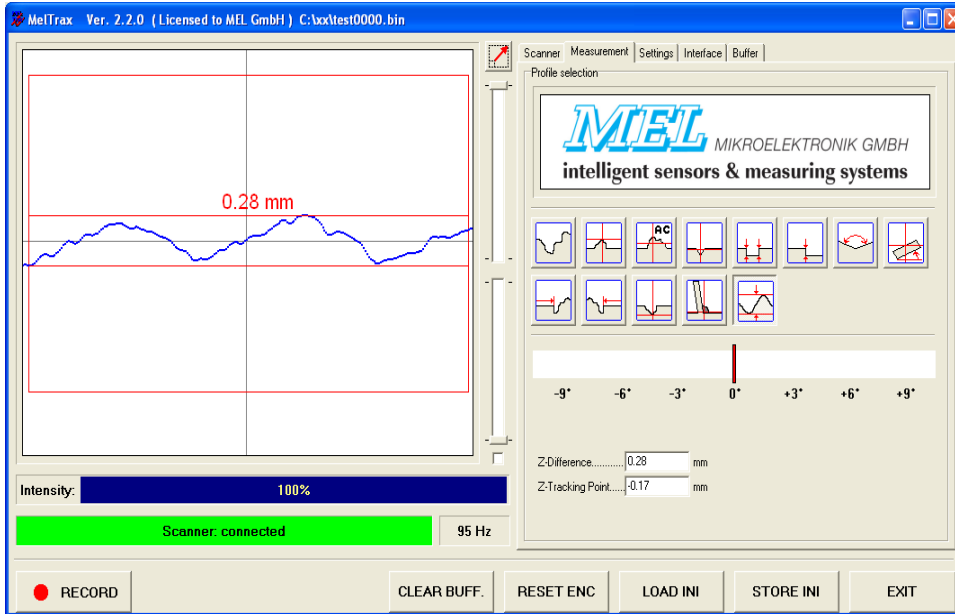 MelTrax Ver. 2.2.0 ( Licensed to MEL GmbH ) C:\xx\test0000.bin
Scanner Measurement Settings Interface Buffer
Profile selection
MEL MIKROELEKTRONIK GMBH
intelligent sensors & measuring systems
0.28 mm
AC
-9° -6° -3° 0° +3° +6° +9°
Z-Difference............ 0.28 mm
Z-Tracking Point..... -0.17 mm
Intensity: 100%
Scanner: connected 95 Hz
RECORD CLEAR BUFF. RESET ENC LOAD INI STORE INI EXIT